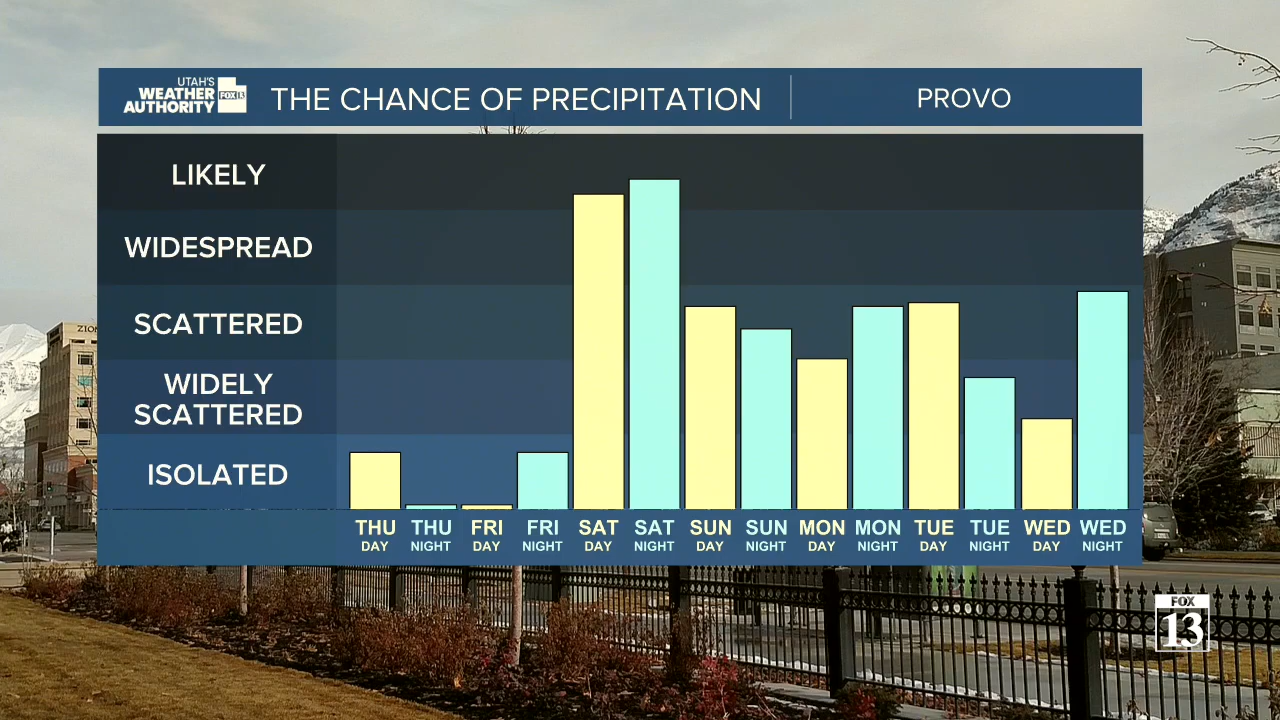 UTAH'S
WEATHER
AUTHORITY
FOX 13
THE CHANCE OF PRECIPITATION
PROVO
LIKELY
WIDESPREAD
SCATTERED
WIDELY
SCATTERED
ISOLATED
THU THU FRI FRI SAT SAT SUN SUN MON MON TUE TUE WED WED
DAY NIGHT DAY NIGHT DAY NIGHT DAY NIGHT DAY NIGHT DAY NIGHT DAY NIGHT
ZION
FOX
13